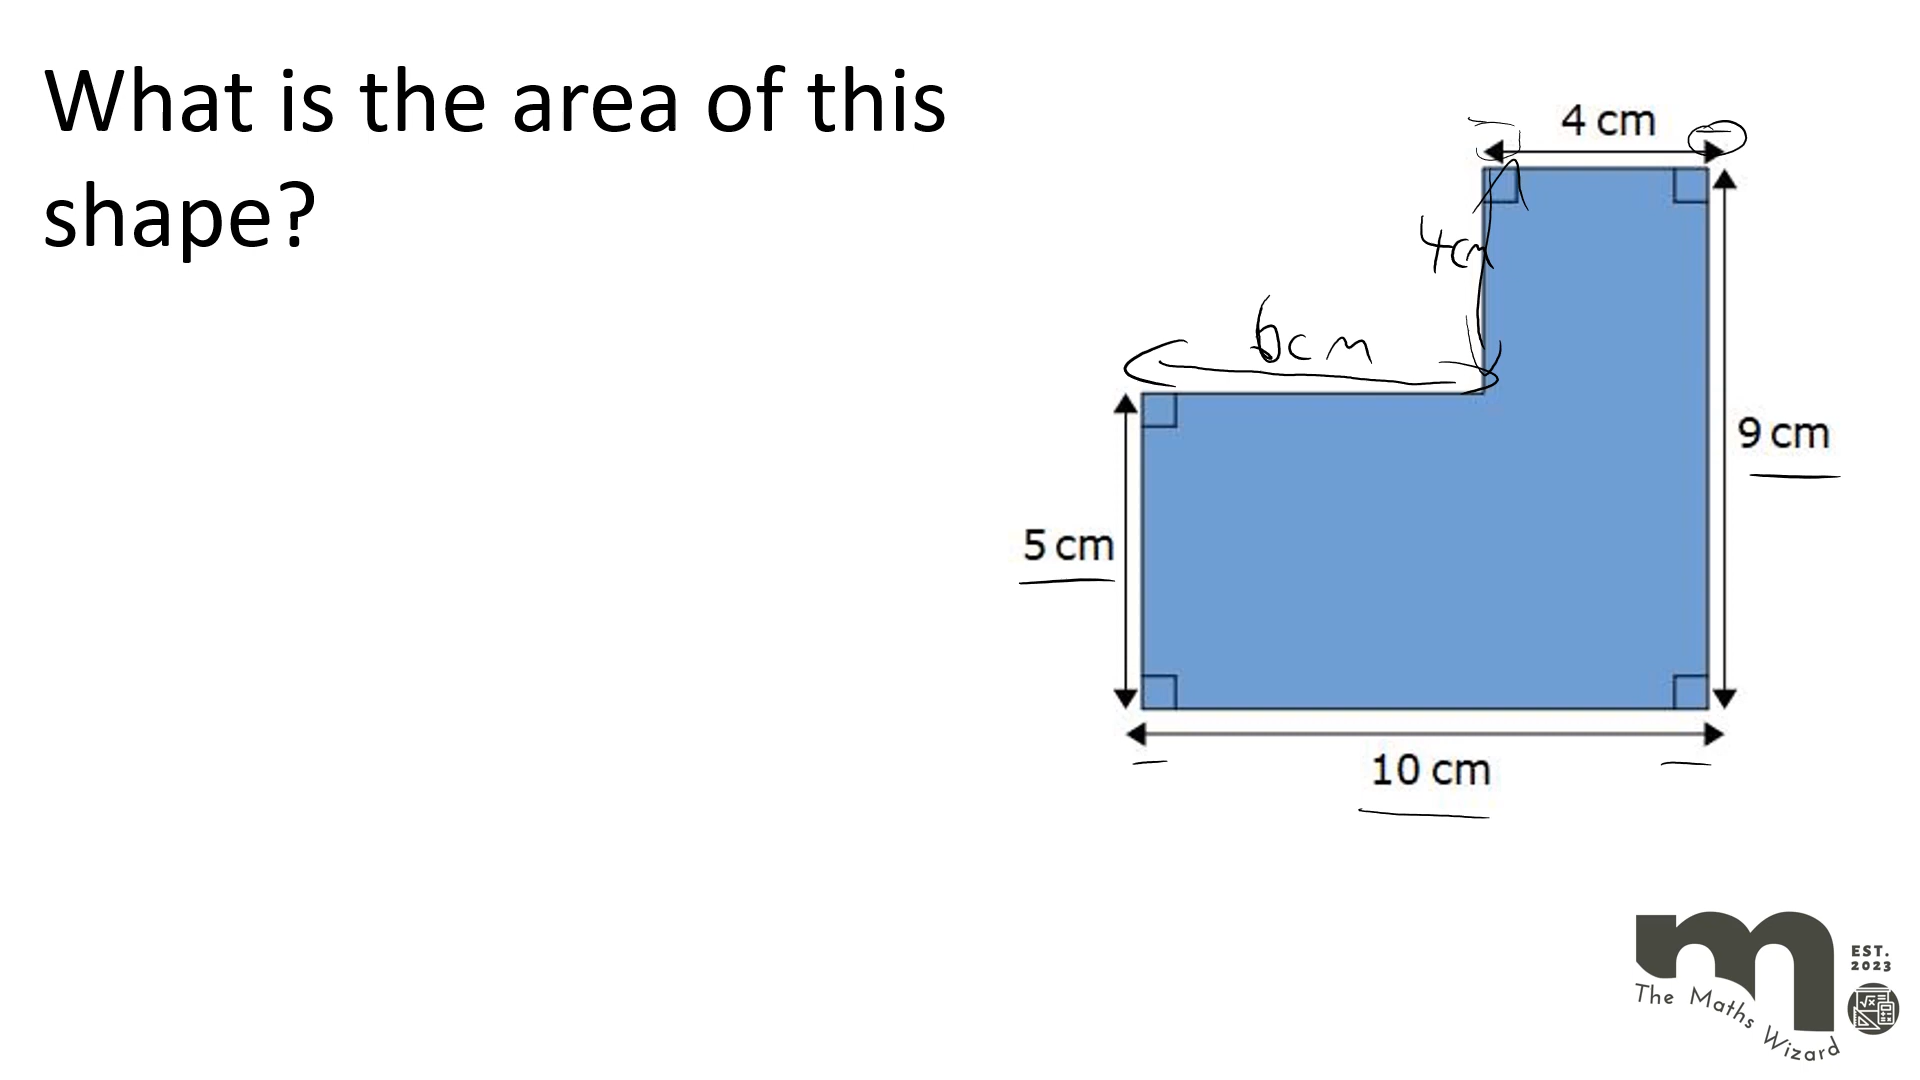 What is the area of this
shape?
4 cm
4cm
6cm
9 cm
5 cm
10 cm
EST.
2023
The Maths Wizard